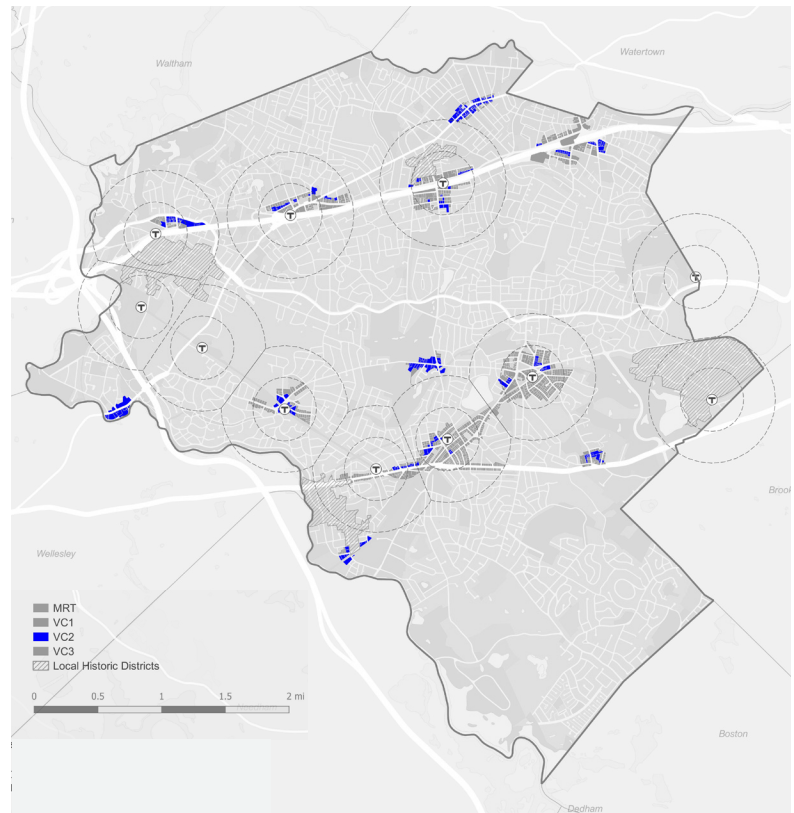 Waltham
Watertown
Wellesley
Brook
MRT
VC1
VC2
VC3
Local Historic Districts
0 0.5 1 1.5 2 mi
Boston
Dedham
T
T
T
T
T
T
T
T
T
T
T